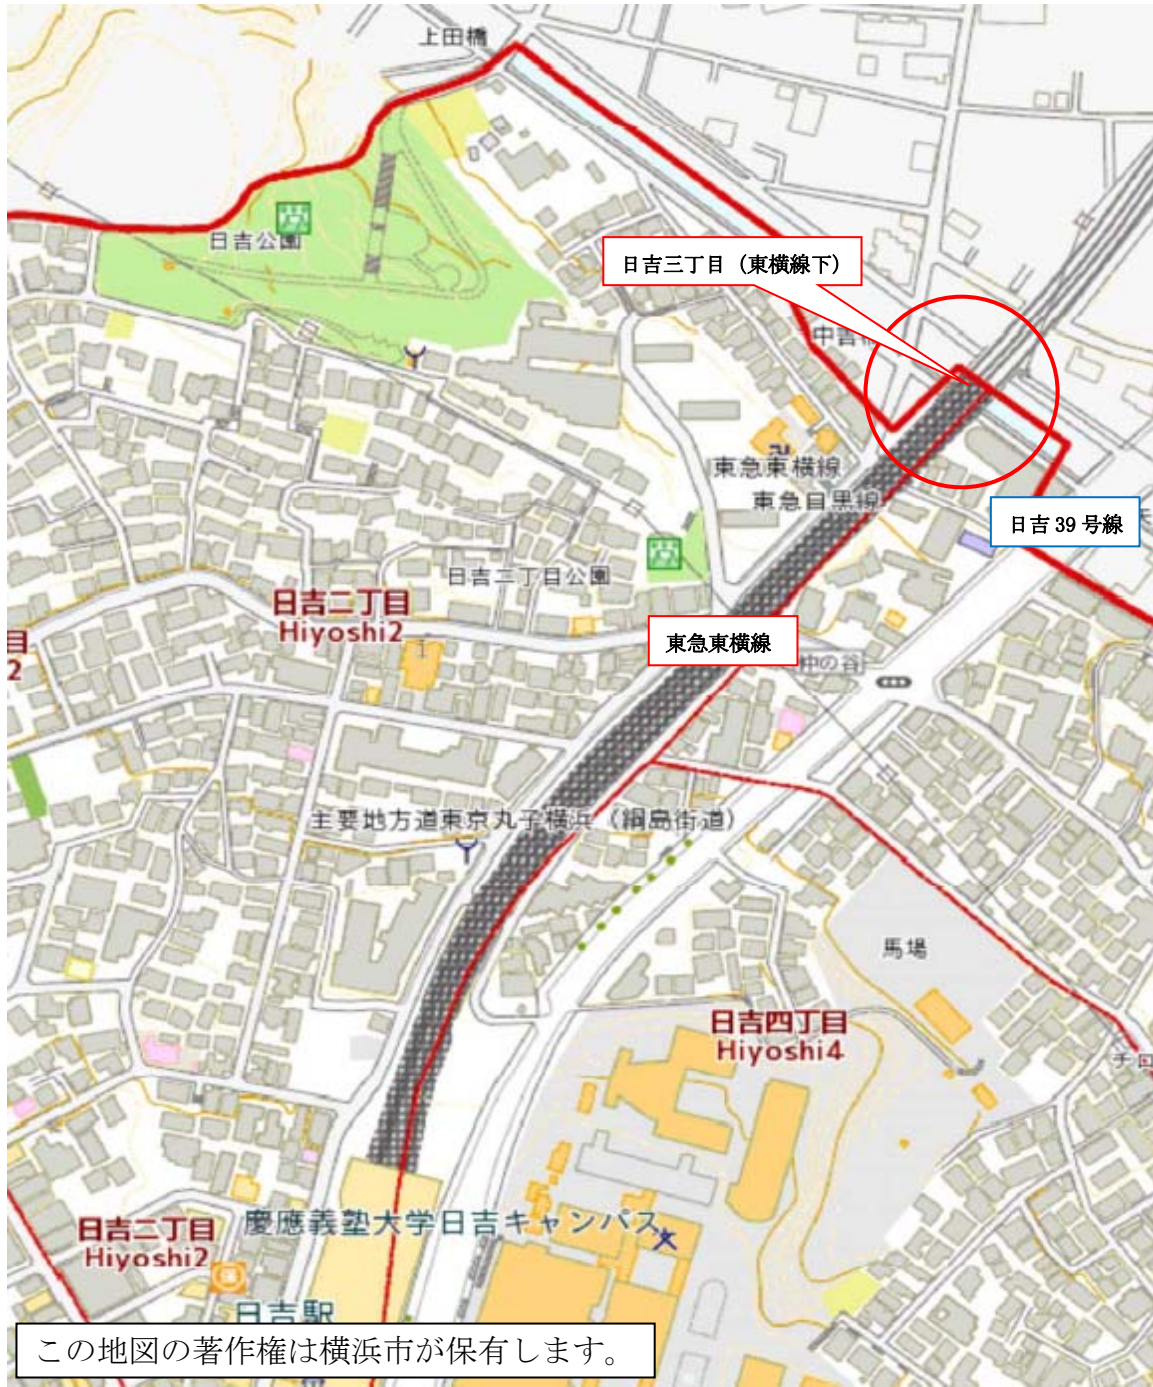 上田橋
日吉公園
日吉三丁目（東横線下）
中吉
東急東横線
東急目黒線
日吉 39 号線
日吉二丁目公園
日吉二丁目
Hiyoshi2
目
2
東急東横線
仲の谷
主要地方道東京丸子横浜（綱島街道）
馬場
日吉四丁目
Hiyoshi4
チロ
日吉二丁目
Hiyoshi2
慶應義塾大学日吉キャンパス
日吉駅
この地図の著作権は横浜市が保有します。